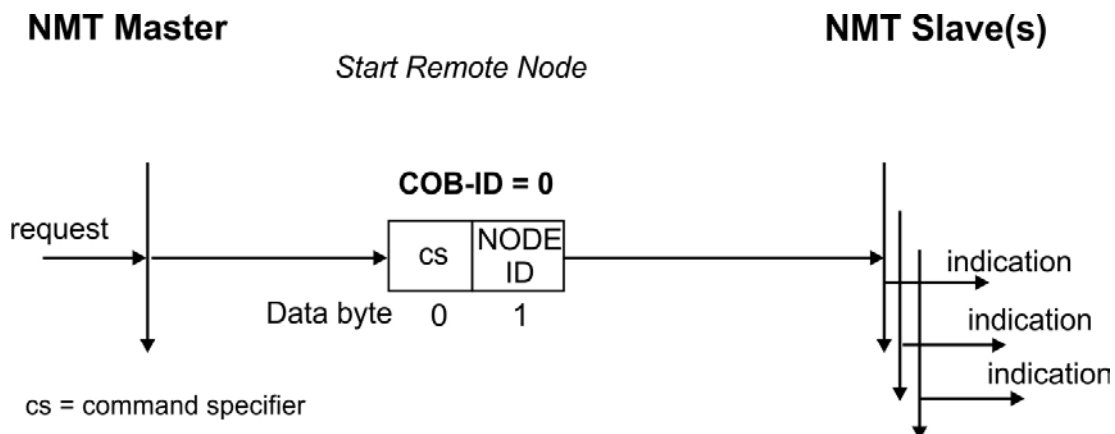 NMT Master
NMT Slave(s)
Start Remote Node
COB-ID = 0
request
cs
NODE
ID
Data byte 0 1
indication
indication
indication
cs = command specifier